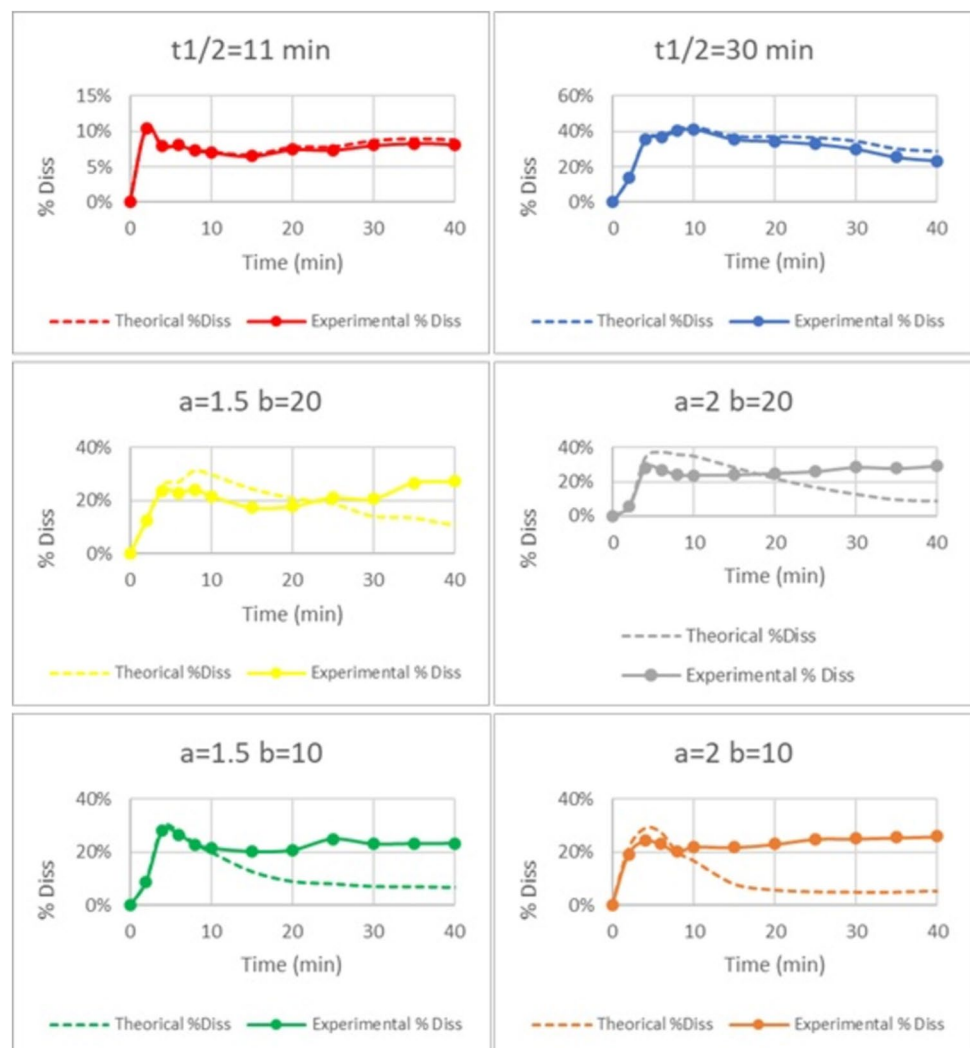 t1/2=11 min
15%
10%
5%
0%
% Diss
0 10 20 30 40
Time (min)
Theorical %Diss Experimental % Diss
t1/2=30 min
60%
40%
20%
0%
% Diss
0 10 20 30 40
Time (min)
Theorical %Diss Experimental % Diss
a=1.5 b=20
40%
20%
0%
% Diss
0 10 20 30 40
Time (min)
Theorical %Diss Experimental % Diss
a=2 b=20
40%
20%
0%
% Diss
0 10 20 30 40
Time (min)
Theorical %Diss
Experimental % Diss
a=1.5 b=10
40%
20%
0%
% Diss
0 10 20 30 40
Time (min)
Theorical %Diss Experimental % Diss
a=2 b=10
40%
20%
0%
% Diss
0 10 20 30 40
Time (min)
Theorical %Diss Experimental % Diss